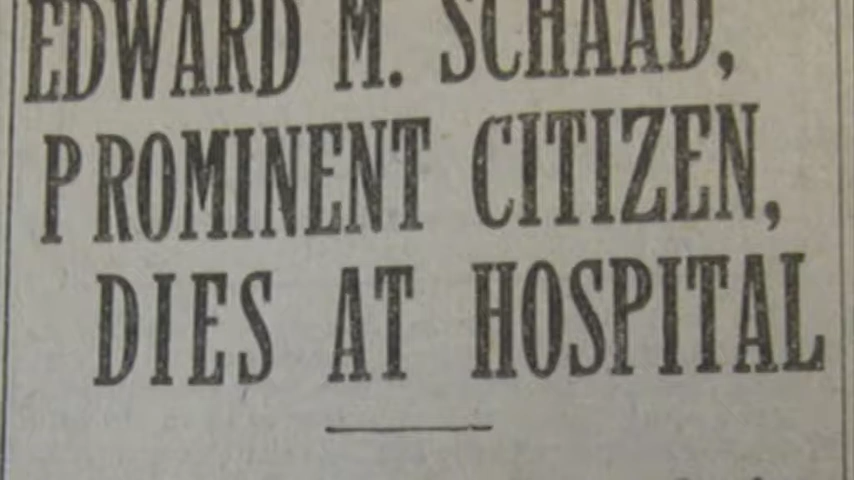 EDWARD M. SCHAAD,
PROMINENT CITIZEN,
DIES AT HOSPITAL